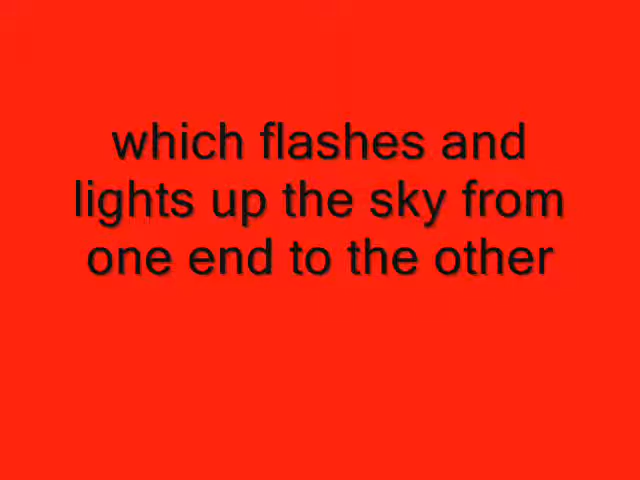 which flashes and
lights up the sky from
one end to the other